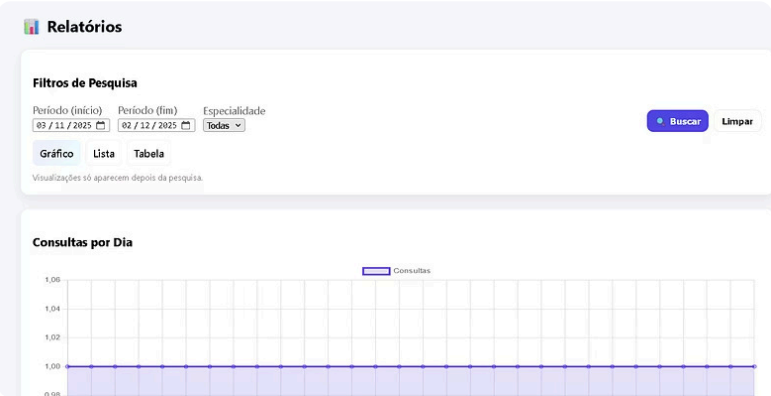 Relatórios
Filtros de Pesquisa
Período (início) Período (fim) Especialidade
03/11/2025 02/12/2025 Todas
Buscar Limpar
Gráfico Lista Tabela
Visualizações só aparecem depois da pesquisa.
Consultas por Dia
Consultas
1,06
1,04
1,02
1,00
0,98